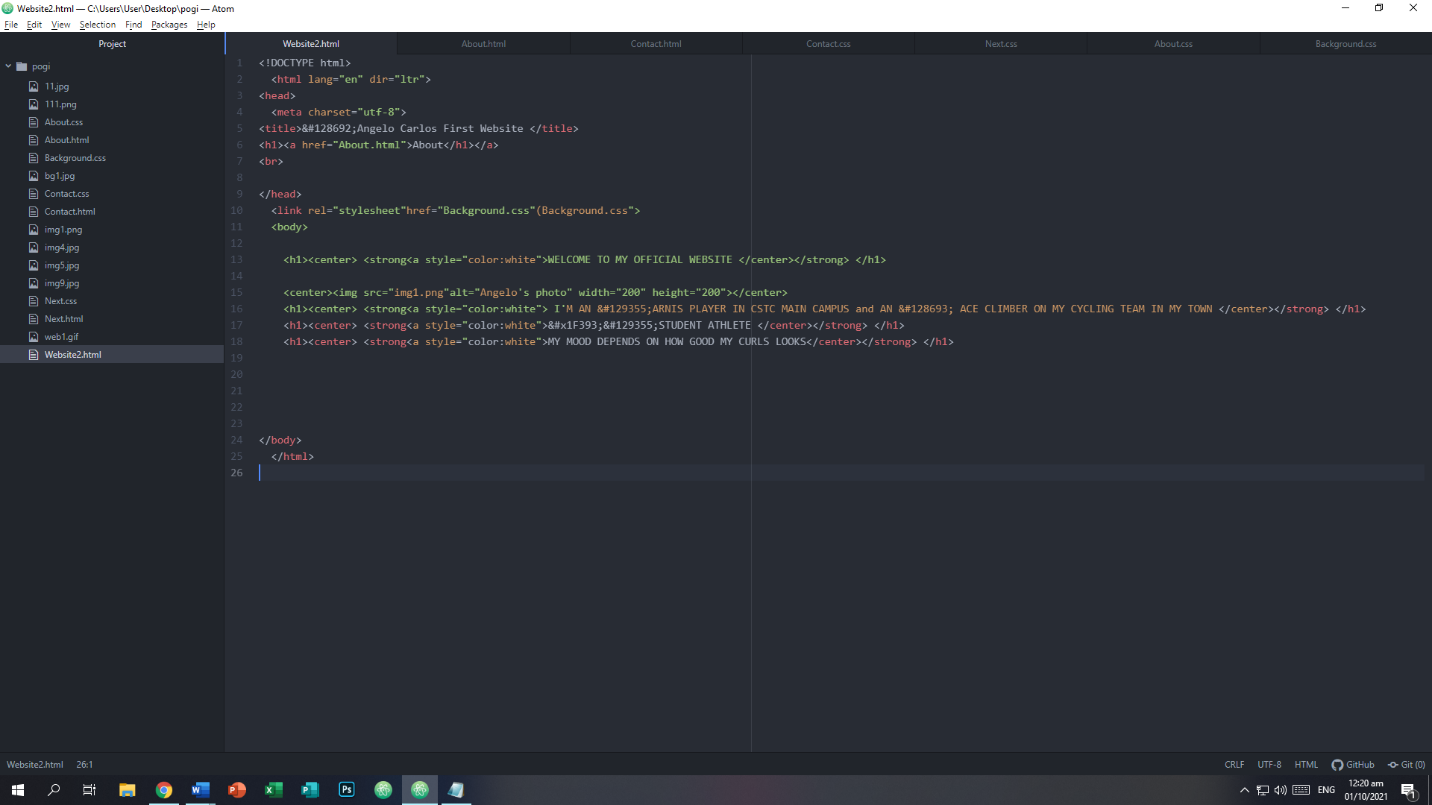 Website2.html — C:\Users\User\Desktop\pogi — Atom
File Edit View Selection Find Packages Help
Project
Website2.html About.html Contact.html Contact.css Next.css About.css Background.css
pogi
11.jpg
111.png
About.css
About.html
Background.css
bg1.jpg
Contact.css
Contact.html
img1.png
img4.jpg
img5.jpg
img9.jpg
Next.css
Next.html
web1.gif
Website2.html
1 <!DOCTYPE html>
2 <html lang="en" dir="ltr">
3 <head>
4 <meta charset="utf-8">
5 <title>&#128692;Angelo Carlos First Website </title>
6 <h1><a href="About.html">About</h1></a>
7 <br>
8
9 </head>
10 <link rel="stylesheet"href="Background.css"(Background.css">
11 <body>
12
13 <h1><center> <strong<a style="color:white">WELCOME TO MY OFFICIAL WEBSITE </center></strong> </h1>
14
15 <center><img src="img1.png"alt="Angelo's photo" width="200" height="200"></center>
16 <h1><center> <strong<a style="color:white"> I'M AN &#129355;ARNIS PLAYER IN CSTC MAIN CAMPUS and AN &#128693; ACE CLIMBER ON MY CYCLING TEAM IN MY TOWN </center></strong> </h1>
17 <h1><center> <strong<a style="color:white">&#x1F393;&#129355;STUDENT ATHLETE </center></strong> </h1>
18 <h1><center> <strong<a style="color:white">MY MOOD DEPENDS ON HOW GOOD MY CURLS LOOKS</center></strong> </h1>
19
20
21
22
23
24 </body>
25 </html>
26
Website2.html 26:1
CRLF UTF-8 HTML GitHub Git (0)
ENG
12:20 am
01/10/2021
1